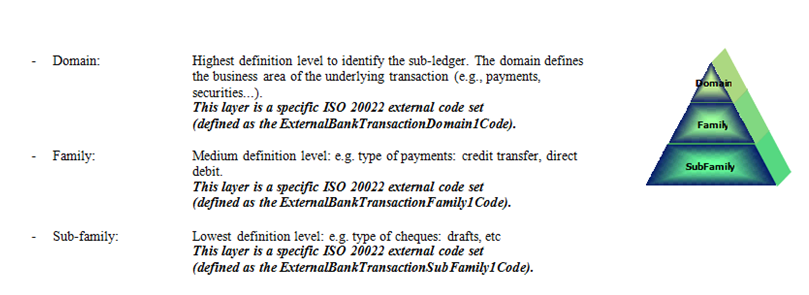 - Domain: Highest definition level to identify the sub-ledger. The domain defines
the business area of the underlying transaction (e.g., payments,
securities...).
This layer is a specific ISO 20022 external code set
(defined as the ExternalBankTransactionDomain1Code).
- Family: Medium definition level: e.g. type of payments: credit transfer, direct
debit.
This layer is a specific ISO 20022 external code set
(defined as the ExternalBankTransactionFamily1Code).
- Sub-family: Lowest definition level: e.g. type of cheques: drafts, etc
This layer is a specific ISO 20022 external code set
(defined as the ExternalBankTransactionSubFamily1Code).
Domain
Family
SubFamily